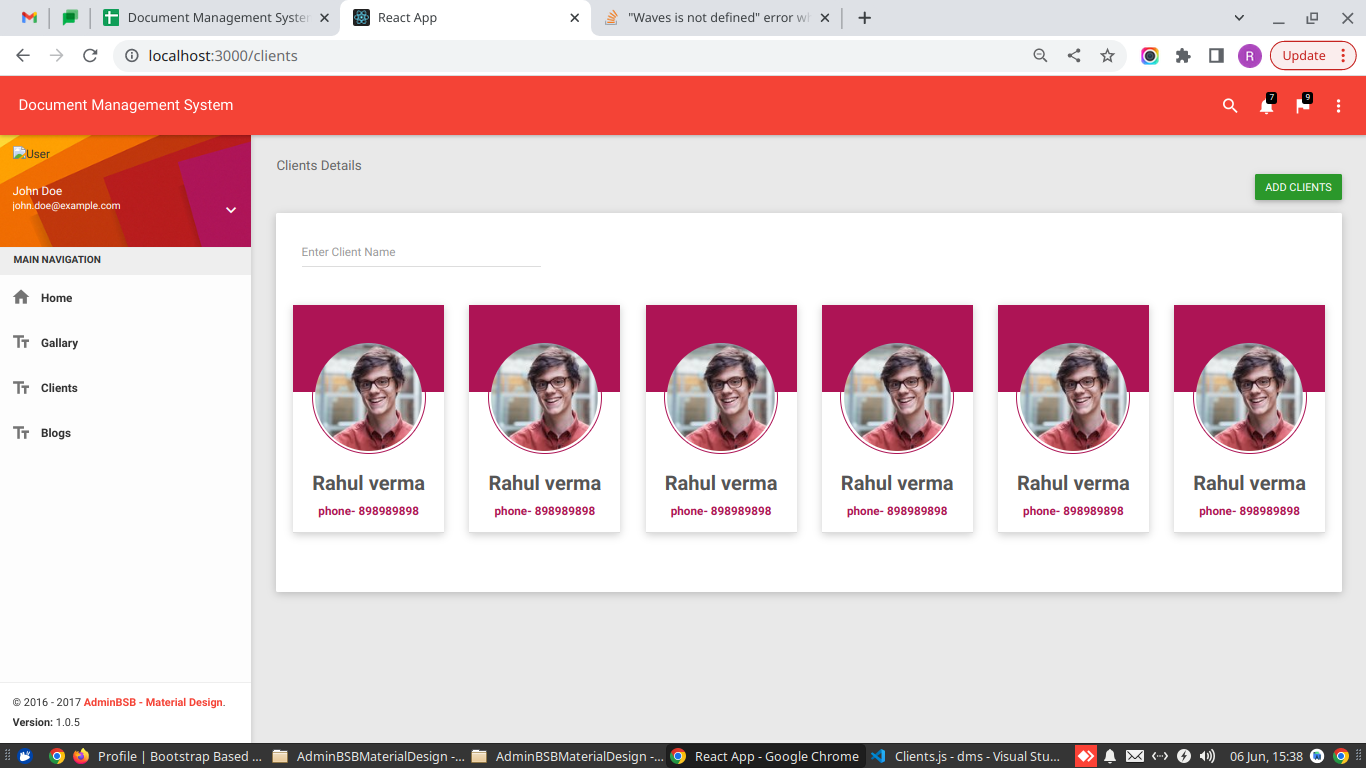 Document Management System
React App
"Waves is not defined" error wh
localhost:3000/clients
R
Update
Document Management System
7
9
User
John Doe
john.doe@example.com
MAIN NAVIGATION
Home
Gallary
Clients
Blogs
© 2016 - 2017 AdminBSB - Material Design.
Version: 1.0.5
Clients Details
ADD CLIENTS
Enter Client Name
Rahul verma Rahul verma Rahul verma Rahul verma Rahul verma Rahul verma
phone- 898989898 phone- 898989898 phone- 898989898 phone- 898989898 phone- 898989898 phone- 898989898
Profile | Bootstrap Based ... AdminBSBMaterialDesign -... AdminBSBMaterialDesign -... React App - Google Chrome Clients.js - dms - Visual Stu... 06 Jun, 15:38